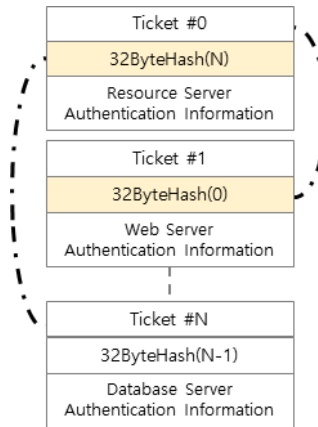 Ticket #0
32ByteHash(N)
Resource Server
Authentication Information
Ticket #1
32ByteHash(0)
Web Server
Authentication Information
Ticket #N
32ByteHash(N-1)
Database Server
Authentication Information